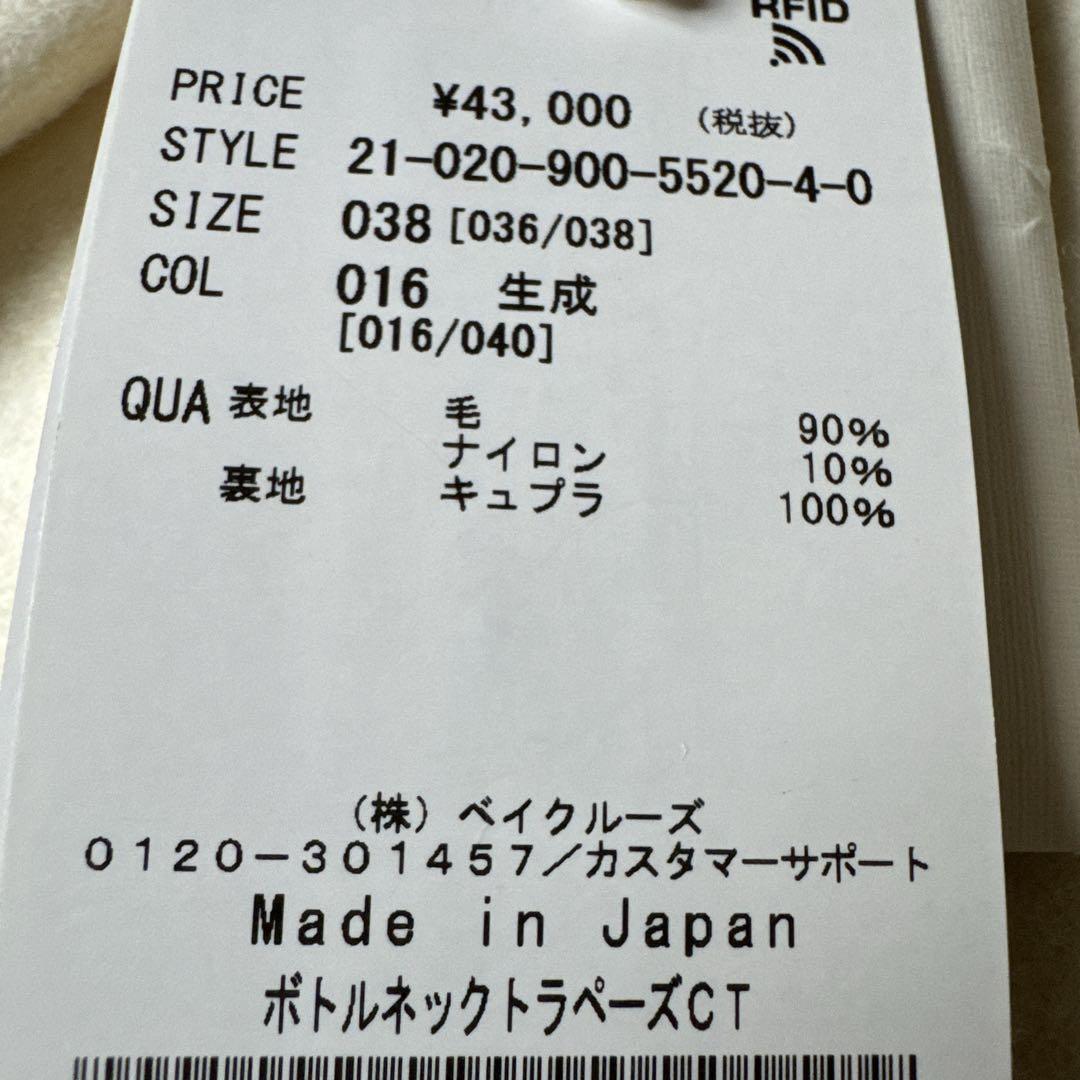 RFID
PRICE ¥43,000 (税抜)
STYLE 21-020-900-5520-4-0
SIZE 038 [036/038]
COL 016 生成
[016/040]
QUA 表地 毛 90%
ナイロン 10%
裏地 キュプラ 100%
(株) ベイクルーズ
0120-301457/カスタマーサポート
Made in Japan
ボトルネックトラペーズCT